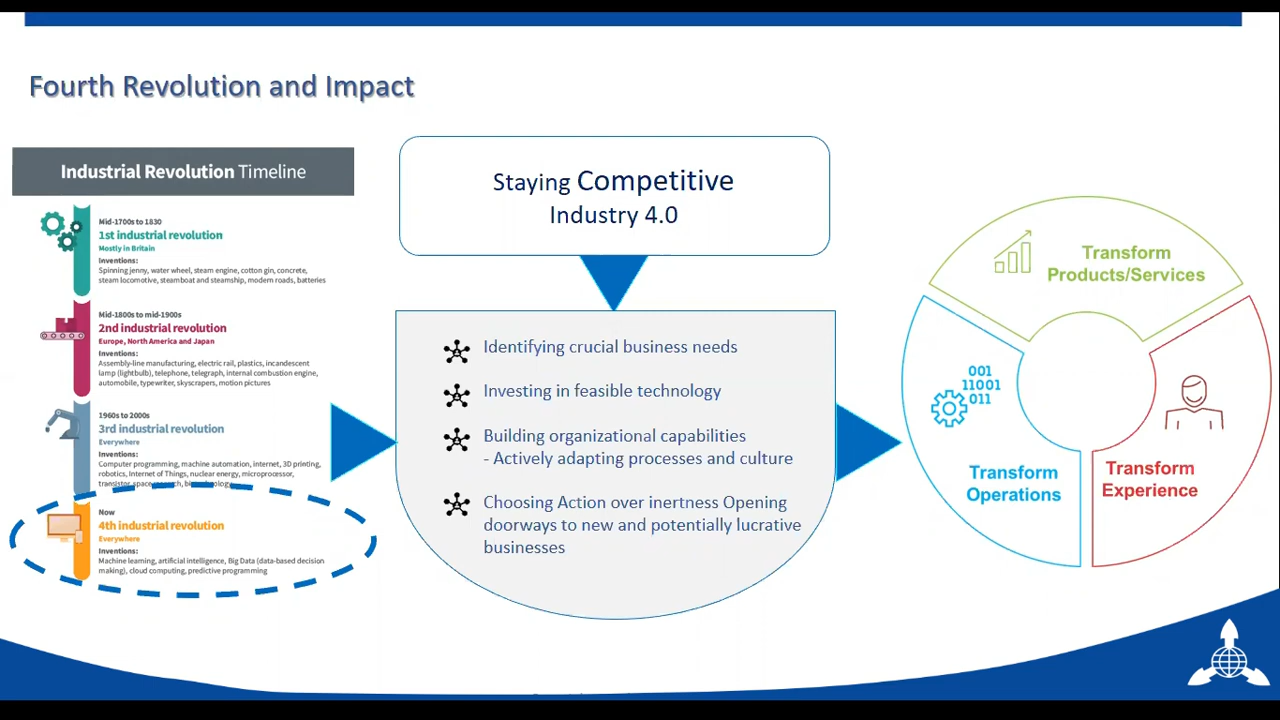 Fourth Revolution and Impact
Industrial Revolution Timeline
Mid-1700s to 1830
1st industrial revolution
Mostly in Britain
Inventions:
Spinning jenny, water wheel, steam engine, cotton gin, concrete,
steam locomotive, steamboat and steamship, modern roads, batteries
Mid-1800s to mid-1900s
2nd industrial revolution
Europe, North America and Japan
Inventions:
Assembly-line manufacturing, electric rail, plastics, incandescent
lamp (lightbulb), telephone, telegraph, internal combustion engine,
automobile, typewriter, skyscrapers, motion pictures
1960s to 2000s
3rd industrial revolution
Everywhere
Inventions:
Computer programming, machine automation, internet, 3D printing,
robotics, Internet of Things, nuclear energy, microprocessor,
transistor, space research, biotechnology
Now
4th industrial revolution
Everywhere
Inventions:
Machine learning, artificial intelligence, Big Data (data-based decision
making), cloud computing, predictive programming
Staying Competitive
Industry 4.0
Identifying crucial business needs
Investing in feasible technology
Building organizational capabilities
- Actively adapting processes and culture
Choosing Action over inertness Opening
doorways to new and potentially lucrative
businesses
Transform
Products/Services
001
11001
011
Transform
Operations
Transform
Experience